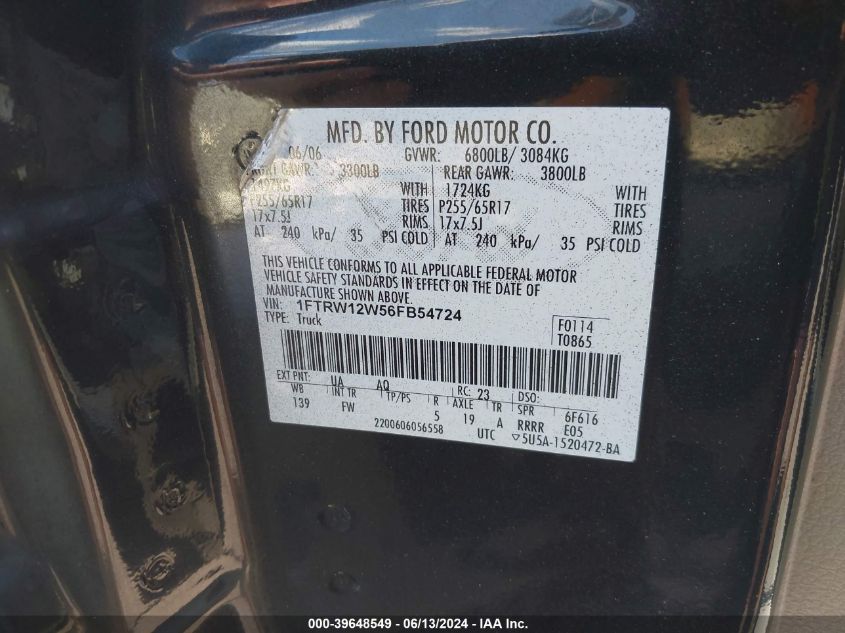 MFD. BY FORD MOTOR CO.
06/06 GVWR: 6800LB/ 3084KG
GAWR: 3300LB REAR GAWR: 3800LB
WITH 1724KG WITH
P255/65R17 TIRES P255/65R17 TIRES
17x7.5J RIMS 17x7.5J RIMS
AT 240 kPa/ 35 PSI COLD AT 240 kPa/ 35 PSI COLD
THIS VEHICLE CONFORMS TO ALL APPLICABLE FEDERAL MOTOR
VEHICLE SAFETY STANDARDS IN EFFECT ON THE DATE OF
MANUFACTURE SHOWN ABOVE.
VIN: 1FTRW12W56FB54724
TYPE: Truck
F0114
T0865
EXT PNT: UA AQ RC: 23 DSO:
WB INT TR TP/PS R AXLE TR SPR 6F616
139 FW 5 19 A RRRR E05
2200606056558 UTC ▽5U5A-1520472-BA
000-39648549 - 06/13/2024 - IAA Inc.